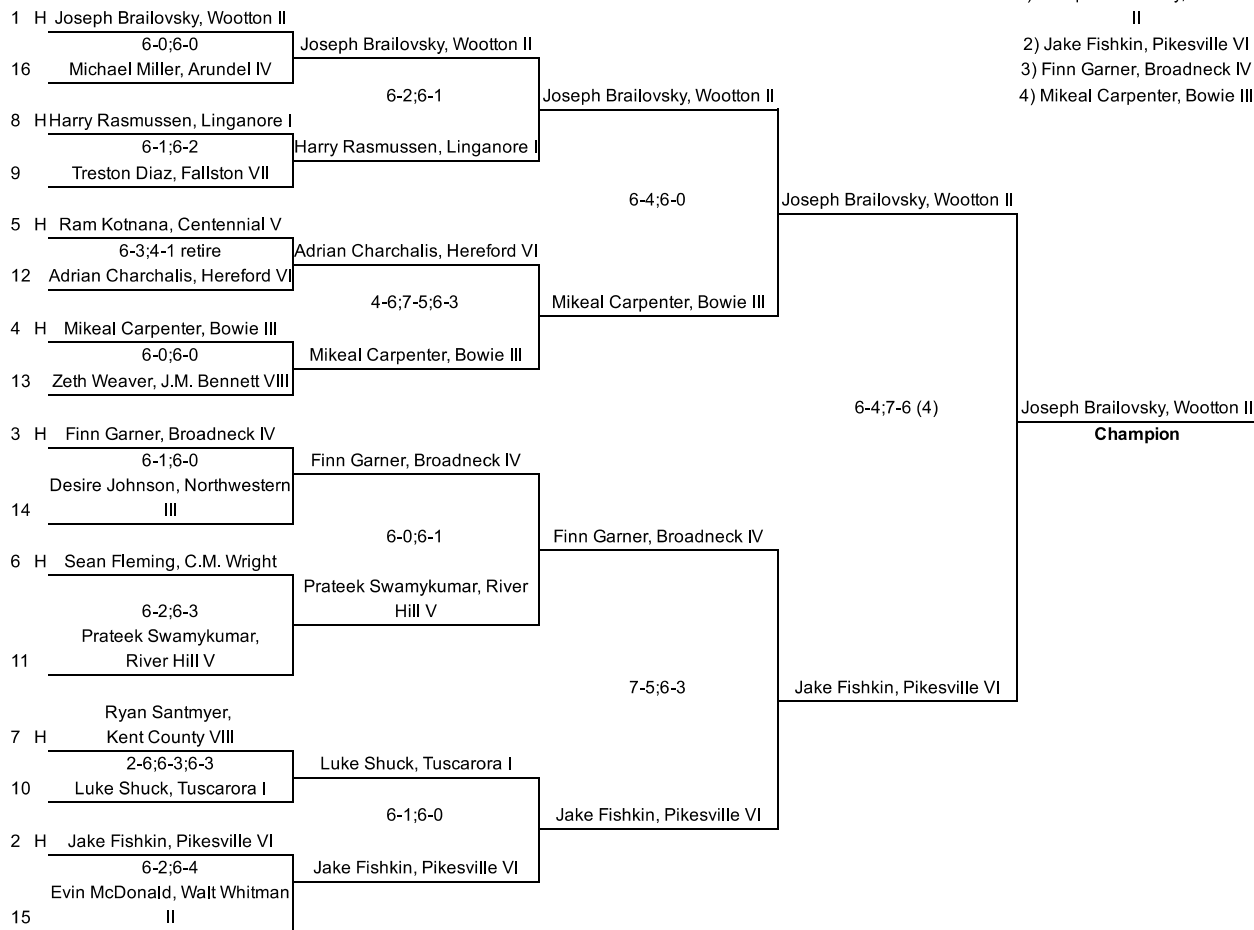 II
2) Jake Fishkin, Pikesville VI
3) Finn Garner, Broadneck IV
4) Mikeal Carpenter, Bowie III
1 H Joseph Brailovsky, Wootton II
6-0;6-0
16 Michael Miller, Arundel IV
8 H Harry Rasmussen, Linganore I
6-1;6-2
9 Treston Diaz, Fallston VII
5 H Ram Kotnana, Centennial V
6-3;4-1 retire
12 Adrian Charchalis, Hereford VI
4 H Mikeal Carpenter, Bowie III
6-0;6-0
13 Zeth Weaver, J.M. Bennett VIII
3 H Finn Garner, Broadneck IV
6-1;6-0
Desire Johnson, Northwestern
14 III
6 H Sean Fleming, C.M. Wright
6-2;6-3
Prateek Swamykumar,
11 River Hill V
Ryan Santmyer,
7 H Kent County VIII
2-6;6-3;6-3
10 Luke Shuck, Tuscarora I
2 H Jake Fishkin, Pikesville VI
6-2;6-4
Evin McDonald, Walt Whitman
15 II
Joseph Brailovsky, Wootton II
6-2;6-1
Harry Rasmussen, Linganore I
Adrian Charchalis, Hereford VI
4-6;7-5;6-3
Mikeal Carpenter, Bowie III
Finn Garner, Broadneck IV
6-0;6-1
Prateek Swamykumar, River
Hill V
Luke Shuck, Tuscarora I
6-1;6-0
Jake Fishkin, Pikesville VI
Joseph Brailovsky, Wootton II
6-4;6-0
Mikeal Carpenter, Bowie III
Finn Garner, Broadneck IV
7-5;6-3
Jake Fishkin, Pikesville VI
Joseph Brailovsky, Wootton II
6-4;7-6 (4)
Jake Fishkin, Pikesville VI
Joseph Brailovsky, Wootton II
Champion